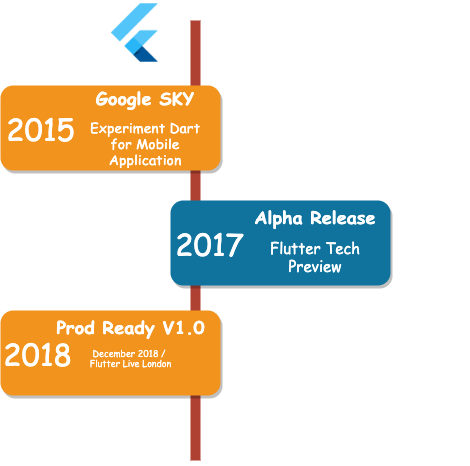 Google SKY
2015
Experiment Dart
for Mobile
Application
Alpha Release
2017
Flutter Tech
Preview
Prod Ready V1.0
2018
December 2018 /
Flutter Live London